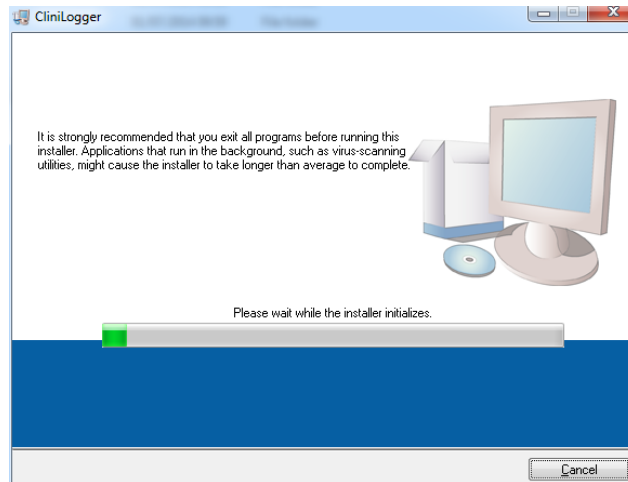 CliniLogger
It is strongly recommended that you exit all programs before running this
installer. Applications that run in the background, such as virus-scanning
utilities, might cause the installer to take longer than average to complete.
Please wait while the installer initializes.
Cancel